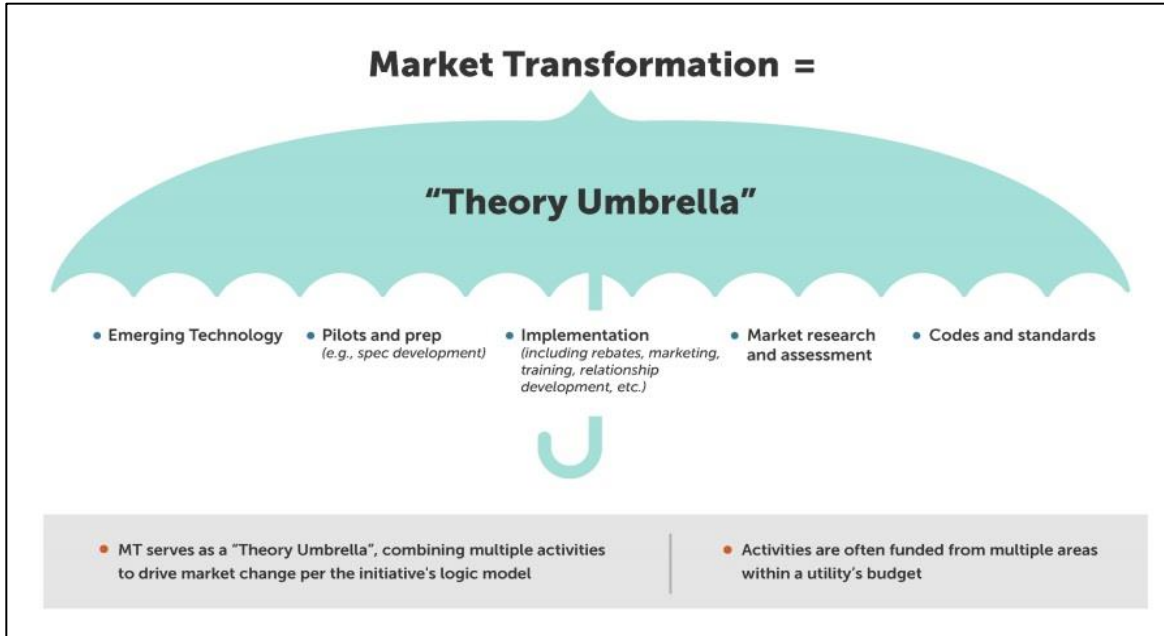 Market Transformation =
“Theory Umbrella”
• Emerging Technology
• Pilots and prep
(e.g., spec development)
• Implementation
(including rebates, marketing,
training, relationship
development, etc.)
• Market research
and assessment
• Codes and standards
• MT serves as a “Theory Umbrella”, combining multiple activities
to drive market change per the initiative's logic model
• Activities are often funded from multiple areas
within a utility’s budget